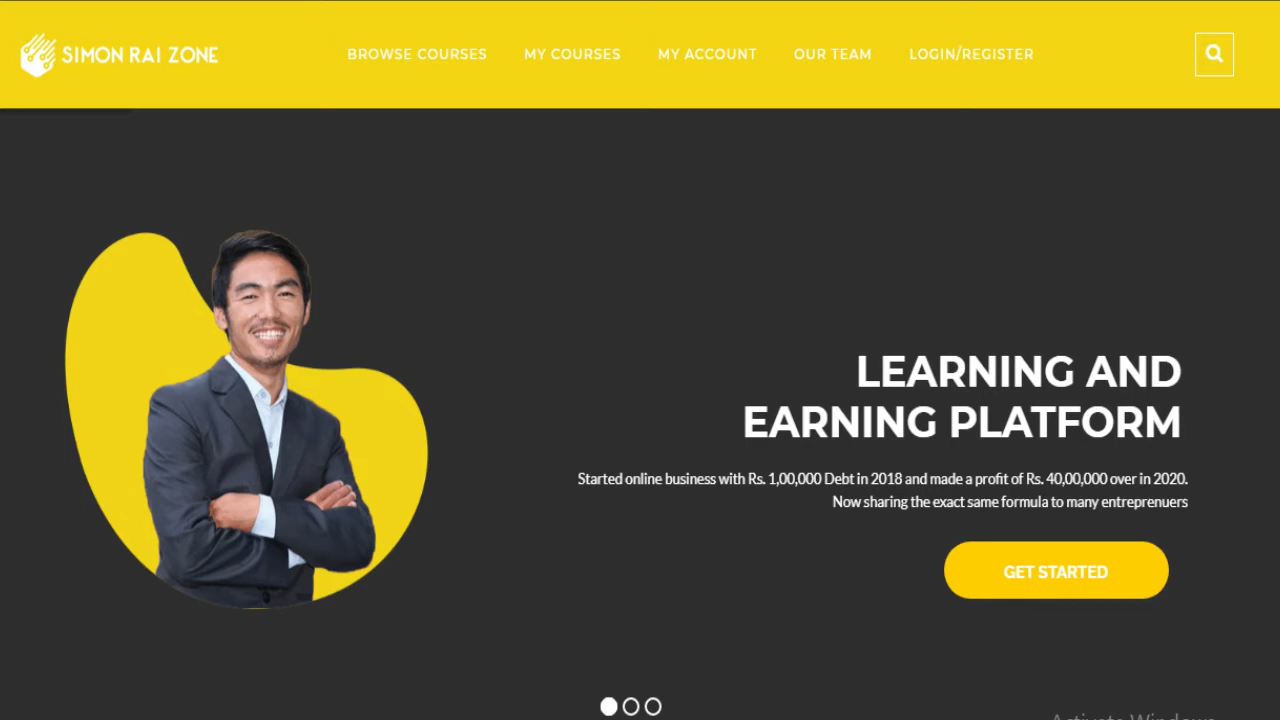 SIMON RAI ZONE
BROWSE COURSES
MY COURSES
MY ACCOUNT
OUR TEAM
LOGIN/REGISTER
LEARNING AND
EARNING PLATFORM
Started online business with Rs. 1,00,000 Debt in 2018 and made a profit of Rs. 40,00,000 over in 2020.
Now sharing the exact same formula to many entreprenuers
GET STARTED
Activate Windows